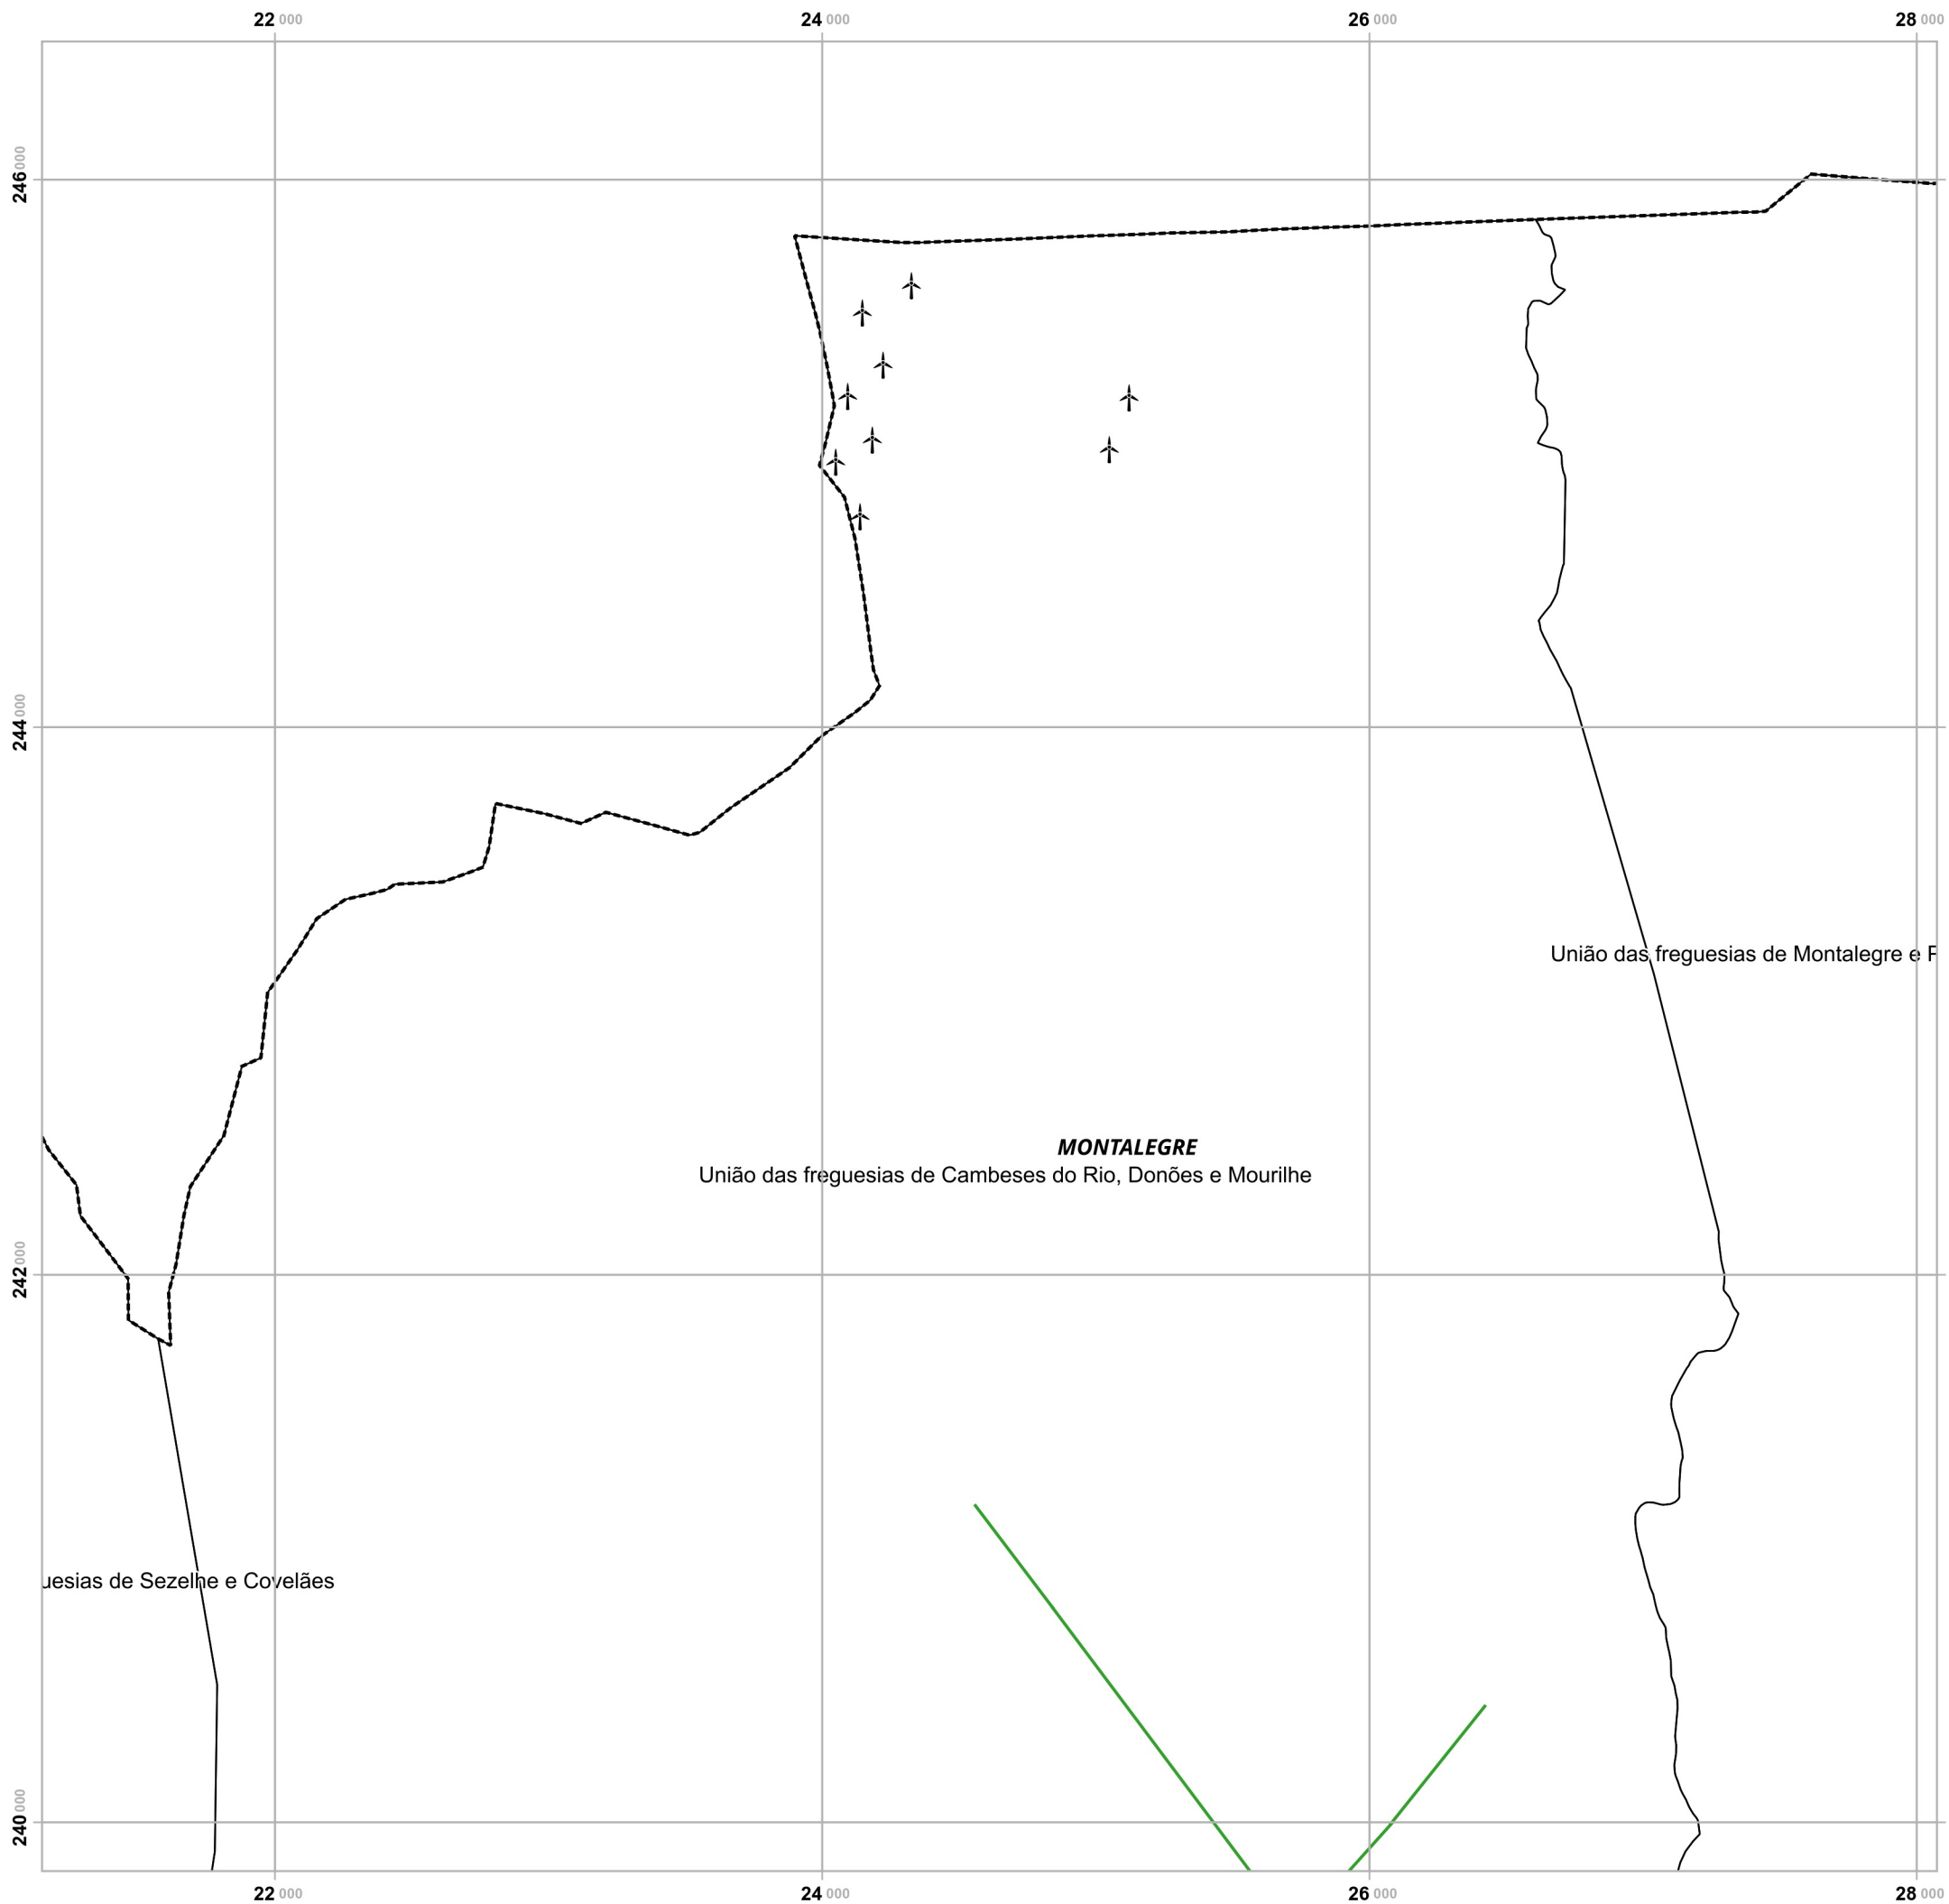 22 000 24 000 26 000 28 000
246 000
244 000
União das freguesias de Montalegre e
MONTALEGRE
União das freguesias de Cambeses do Rio, Donões e Mourilhe
242 000
uesias de Sezelhe e Covelães
240 000
22 000 24 000 26 000 28 000